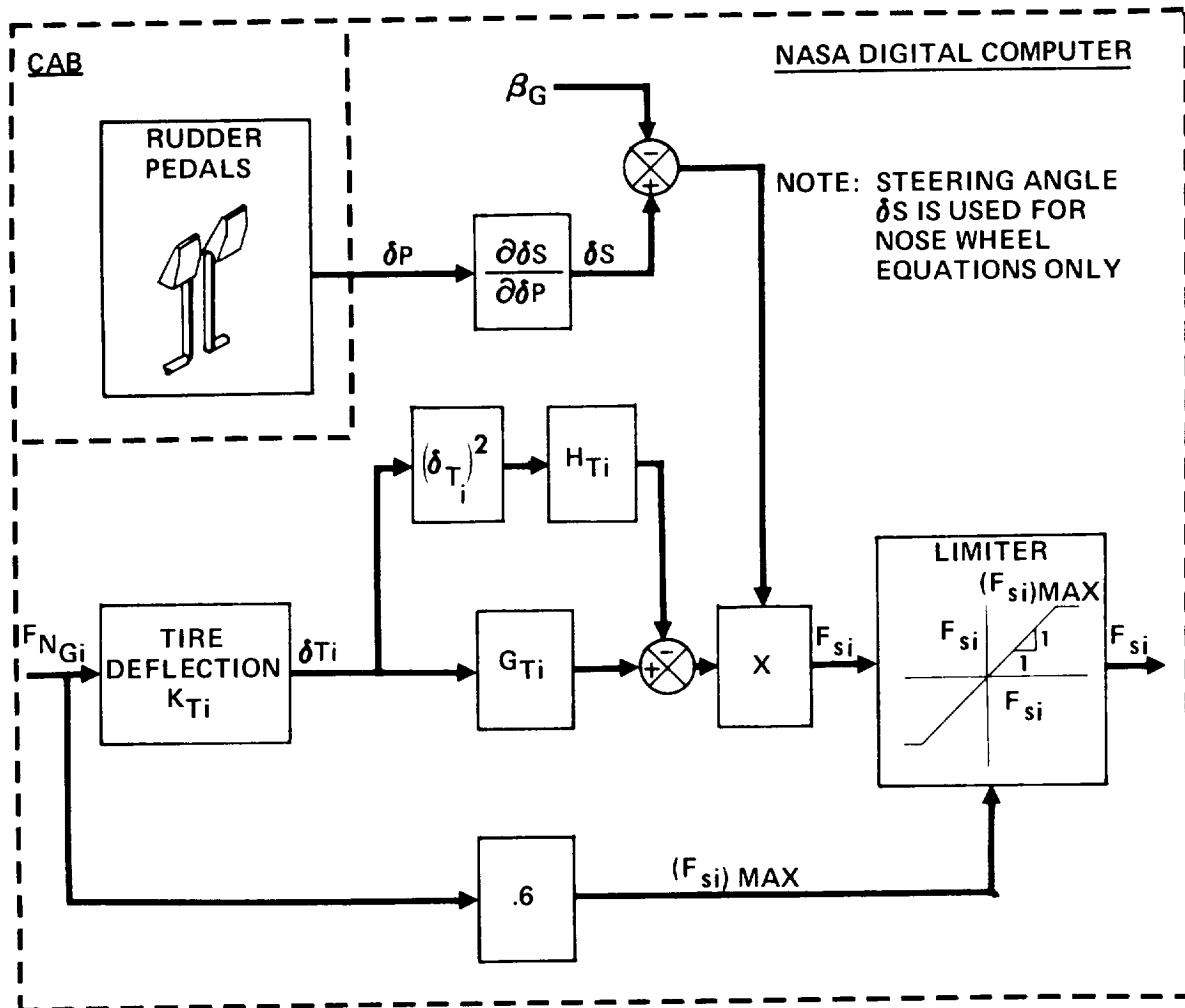 CAB
NASA DIGITAL COMPUTER
RUDDER
PEDALS
βG
−
+
NOTE: STEERING ANGLE
δS IS USED FOR
NOSE WHEEL
EQUATIONS ONLY
δP
∂δS
∂δP
δS
(δTi)2
HTi
LIMITER
(Fsi)MAX
Fsi
1
1
Fsi
FNGi
TIRE
DEFLECTION
KTi
δTi
GTi
−
+
X
Fsi
Fsi
.6
(Fsi) MAX